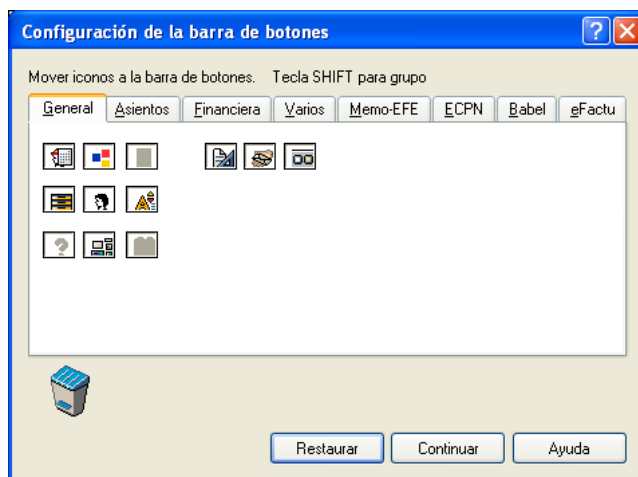 Configuración de la barra de botones
Mover iconos a la barra de botones. Tecla SHIFT para grupo
General Asientos Financiera Varios Memo-EFE ECPN Babel eFactu
Restaurar Continuar Ayuda